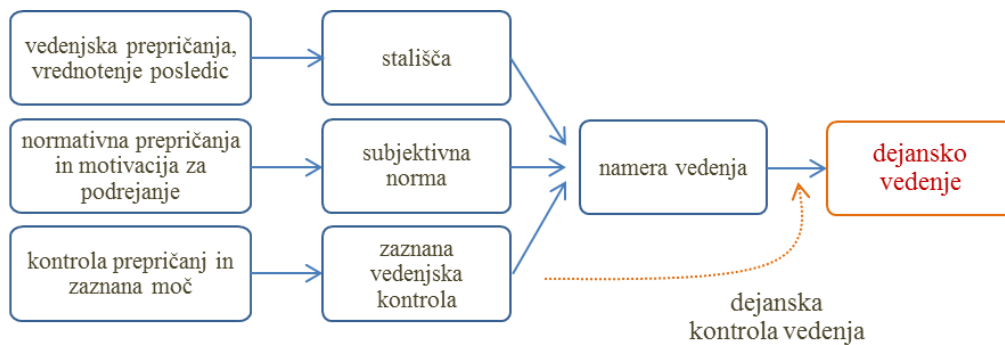 vedenjska prepričanja,
vrednotenje posledic
stališča
normativna prepričanja
in motivacija za
podrejanje
subjektivna
norma
namera vedenja
dejansko
vedenje
kontrola prepričanj in
zaznana moč
zaznana
vedenjska
kontrola
dejanska
kontrola vedenja